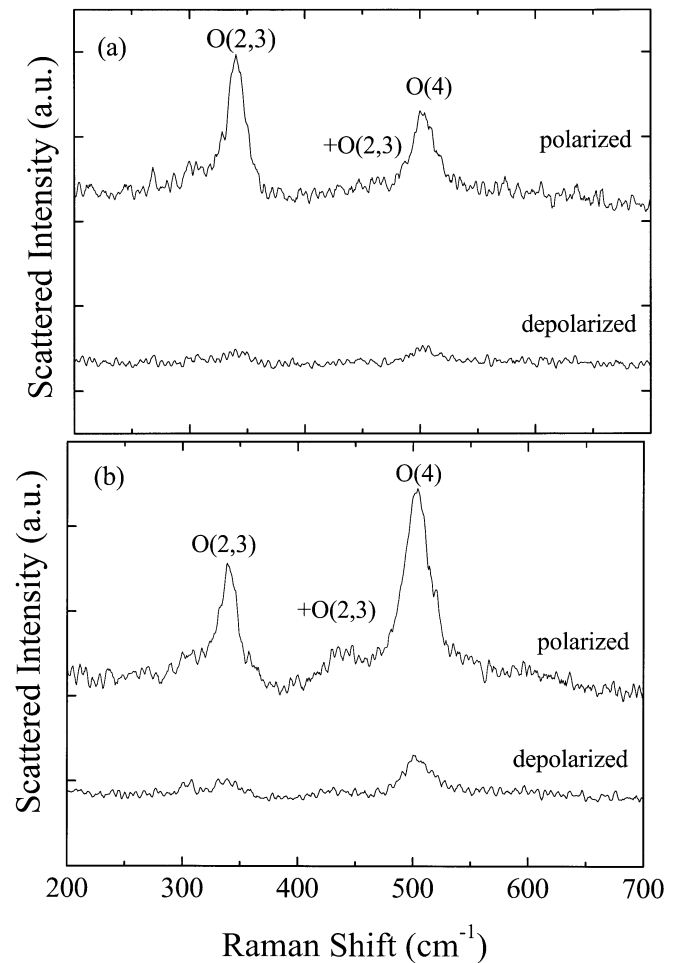 (a)
O(2,3)
O(4)
+O(2,3)
polarized
depolarized
Scattered Intensity (a.u.)
(b)
O(4)
O(2,3)
+O(2,3)
polarized
depolarized
Scattered Intensity (a.u.)
200 300 400 500 600 700
Raman Shift (cm⁻¹)